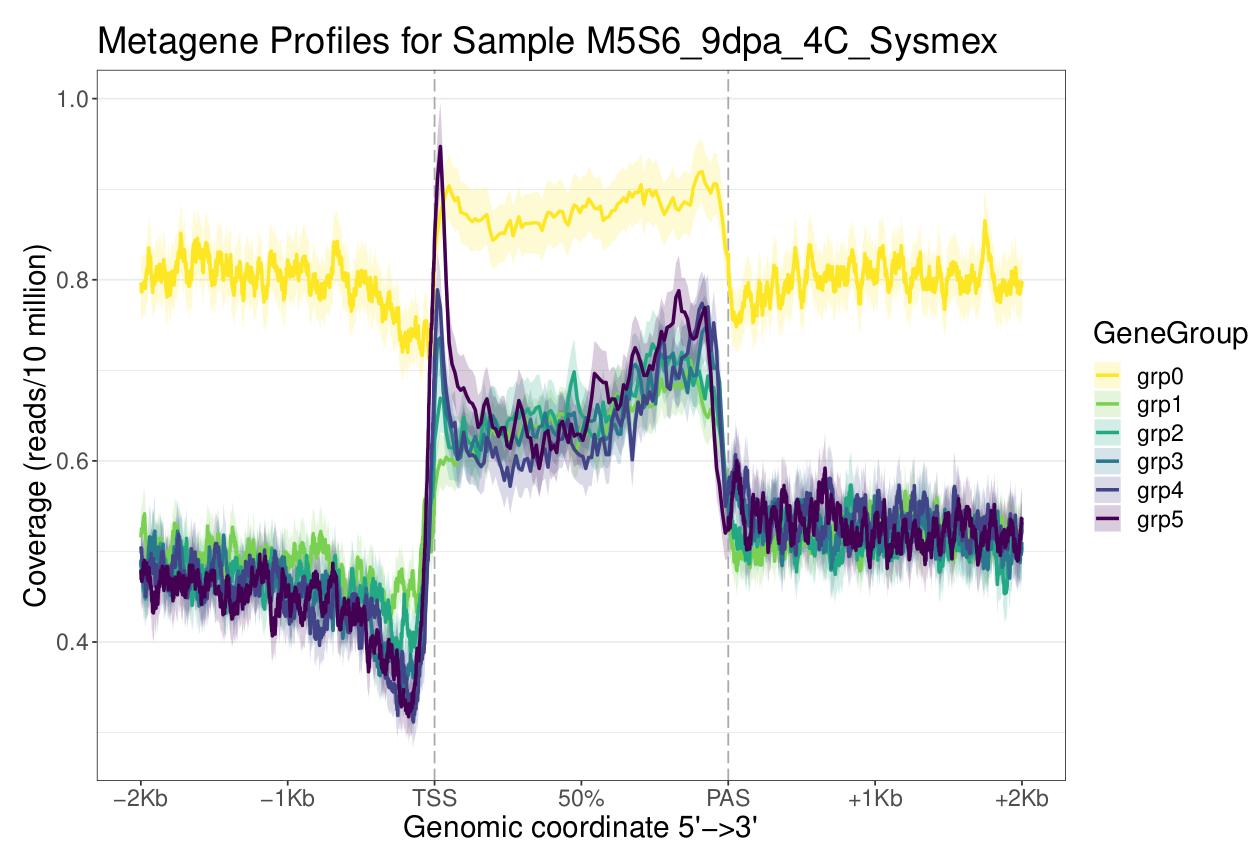 Metagene Profiles for Sample M5S6_9dpa_4C_Sysmex
Coverage (reads/10 million)
1.0
0.8
0.6
0.4
−2Kb
−1Kb
TSS
50%
PAS
+1Kb
+2Kb
Genomic coordinate 5'−>3'
GeneGroup
grp0
grp1
grp2
grp3
grp4
grp5